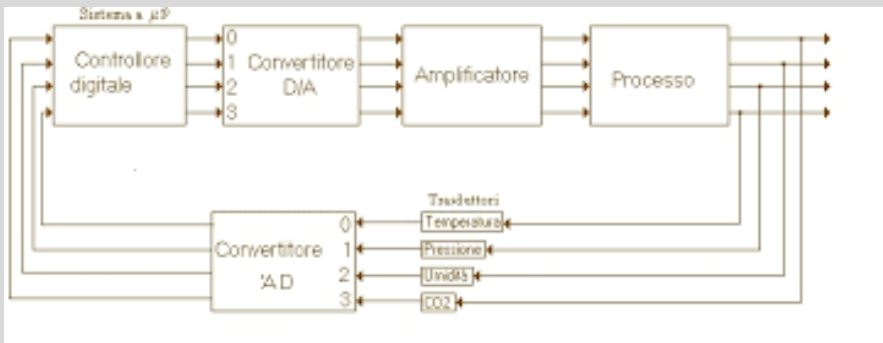 Sistema a µP
Controllore
digitale
0
1
2
3
Convertitore
D/A
Amplificatore
Processo
Trasduttori
Temperatura
Pressione
Umidità
CO2
Convertitore
'AD
0
1
2
3